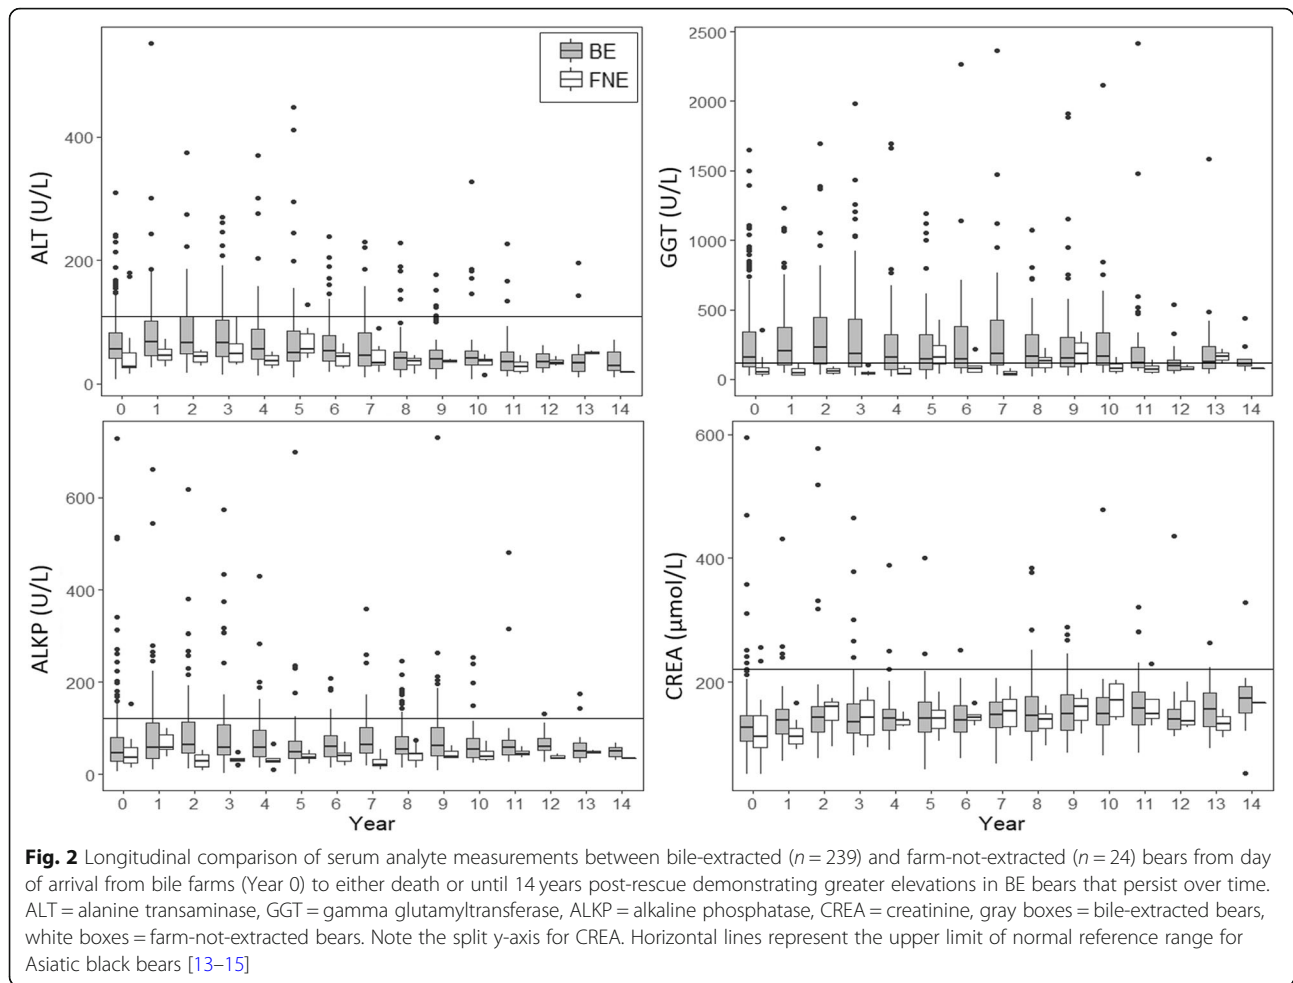 BE
FNE
ALT (U/L)
400
200
0
0 1 2 3 4 5 6 7 8 9 10 11 12 13 14
GGT (U/L)
2500
2000
1500
1000
500
0
0 1 2 3 4 5 6 7 8 9 10 11 12 13 14
ALKP (U/L)
600
400
200
0
0 1 2 3 4 5 6 7 8 9 10 11 12 13 14
Year
CREA (µmol/L)
600
400
200
0 1 2 3 4 5 6 7 8 9 10 11 12 13 14
Year
Fig. 2 Longitudinal comparison of serum analyte measurements between bile-extracted (n = 239) and farm-not-extracted (n = 24) bears from day
of arrival from bile farms (Year 0) to either death or until 14 years post-rescue demonstrating greater elevations in BE bears that persist over time.
ALT = alanine transaminase, GGT = gamma glutamyltransferase, ALKP = alkaline phosphatase, CREA = creatinine, gray boxes = bile-extracted bears,
white boxes = farm-not-extracted bears. Note the split y-axis for CREA. Horizontal lines represent the upper limit of normal reference range for
Asiatic black bears [13–15]